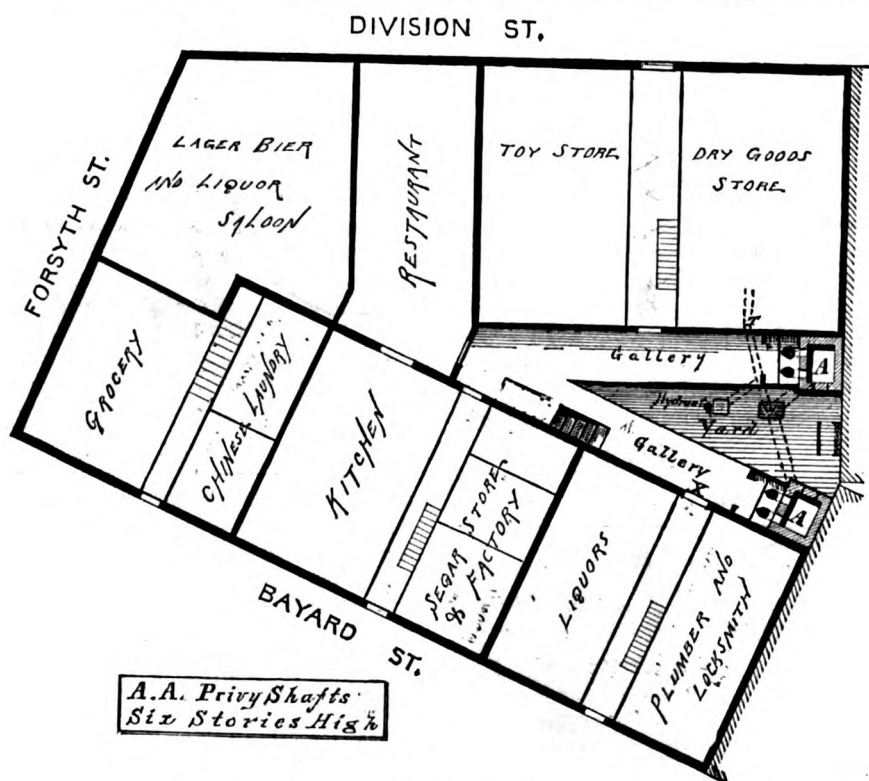 DIVISION ST.
FORSYTH ST.
LAGER BIER
AND LIQUOR
SALOON
RESTAURANT
TOY STORE
DRY GOODS
STORE
GROCERY
CHINESE LAUNDRY
KITCHEN
Gallery
A
Hydrant
Yard
Gallery
A
SEGAR STORE
& FACTORY
LIQUORS
PLUMBER AND
LOCKSMITH
BAYARD ST.
A.A. Privy Shafts
Six Stories High